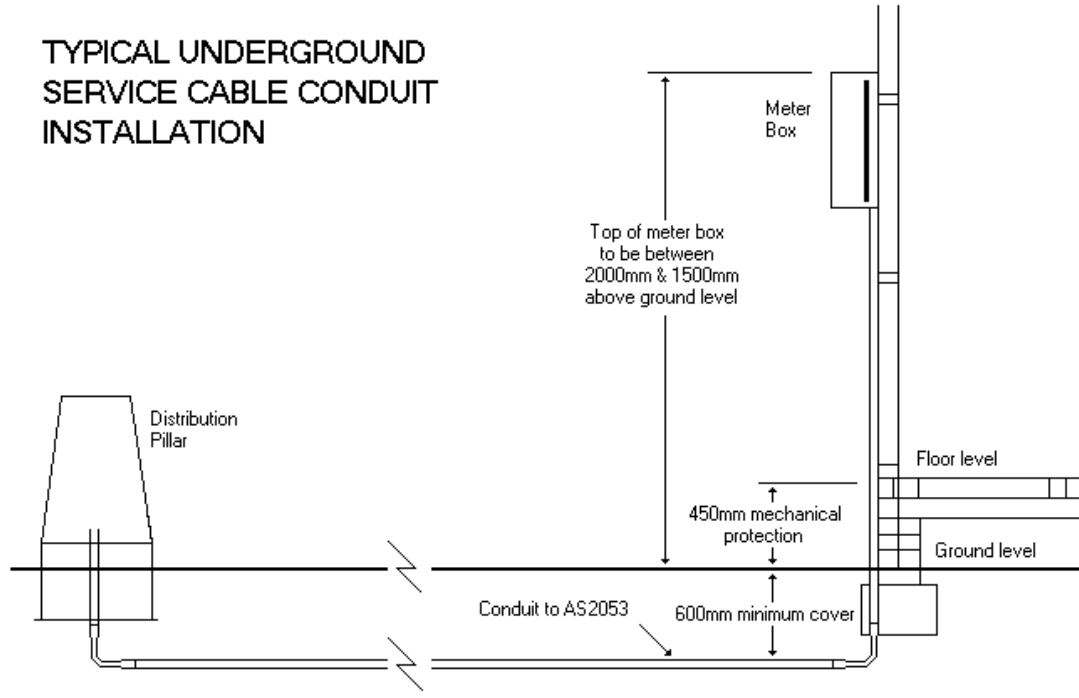 TYPICAL UNDERGROUND
SERVICE CABLE CONDUIT
INSTALLATION
Meter
Box
Top of meter box
to be between
2000mm & 1500mm
above ground level
Distribution
Pillar
Floor level
450mm mechanical
protection
Ground level
Conduit to AS2053
600mm minimum cover